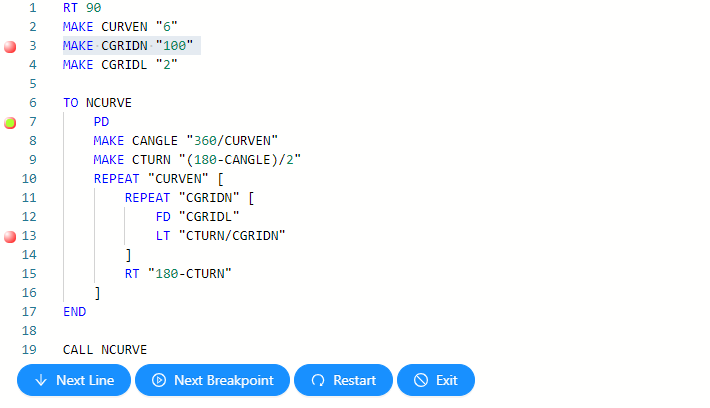 1 RT 90
2 MAKE CURVEN "6"
3 MAKE CGRIDN "100"
4 MAKE CGRIDL "2"
5
6 TO NCURVE
7 PD
8 MAKE CANGLE "360/CURVEN"
9 MAKE CTURN "(180-CANGLE)/2"
10 REPEAT "CURVEN" [
11 REPEAT "CGRIDN" [
12 FD "CGRIDL"
13 LT "CTURN/CGRIDN"
14 ]
15 RT "180-CTURN"
16 ]
17 END
18
19 CALL NCURVE
Next Line Next Breakpoint Restart Exit